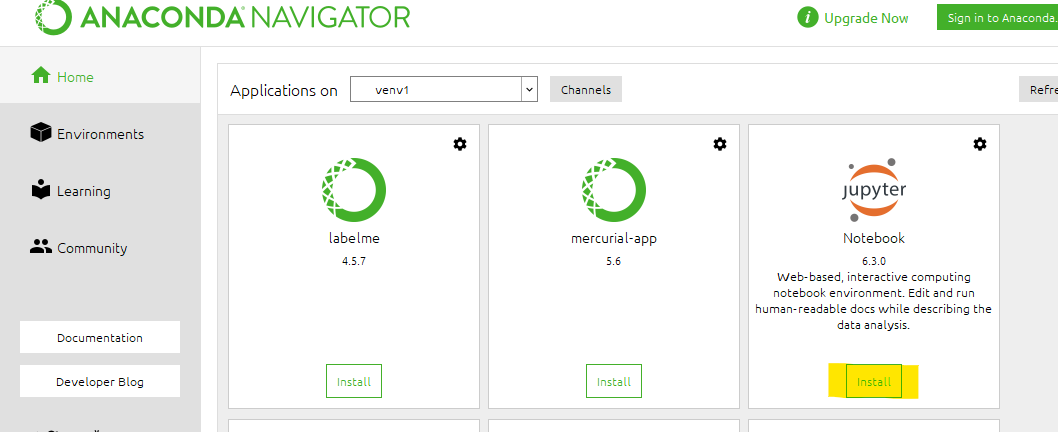 ANACONDA NAVIGATOR
i Upgrade Now
Sign in to Anaconda.
Home
Applications on
venv1
Channels
Refre
Environments
Learning
Community
Documentation
Developer Blog
labelme
4.5.7
Install
mercurial-app
5.6
Install
jupyter
Notebook
6.3.0
Web-based, interactive computing
notebook environment. Edit and run
human-readable docs while describing the
data analysis.
Install